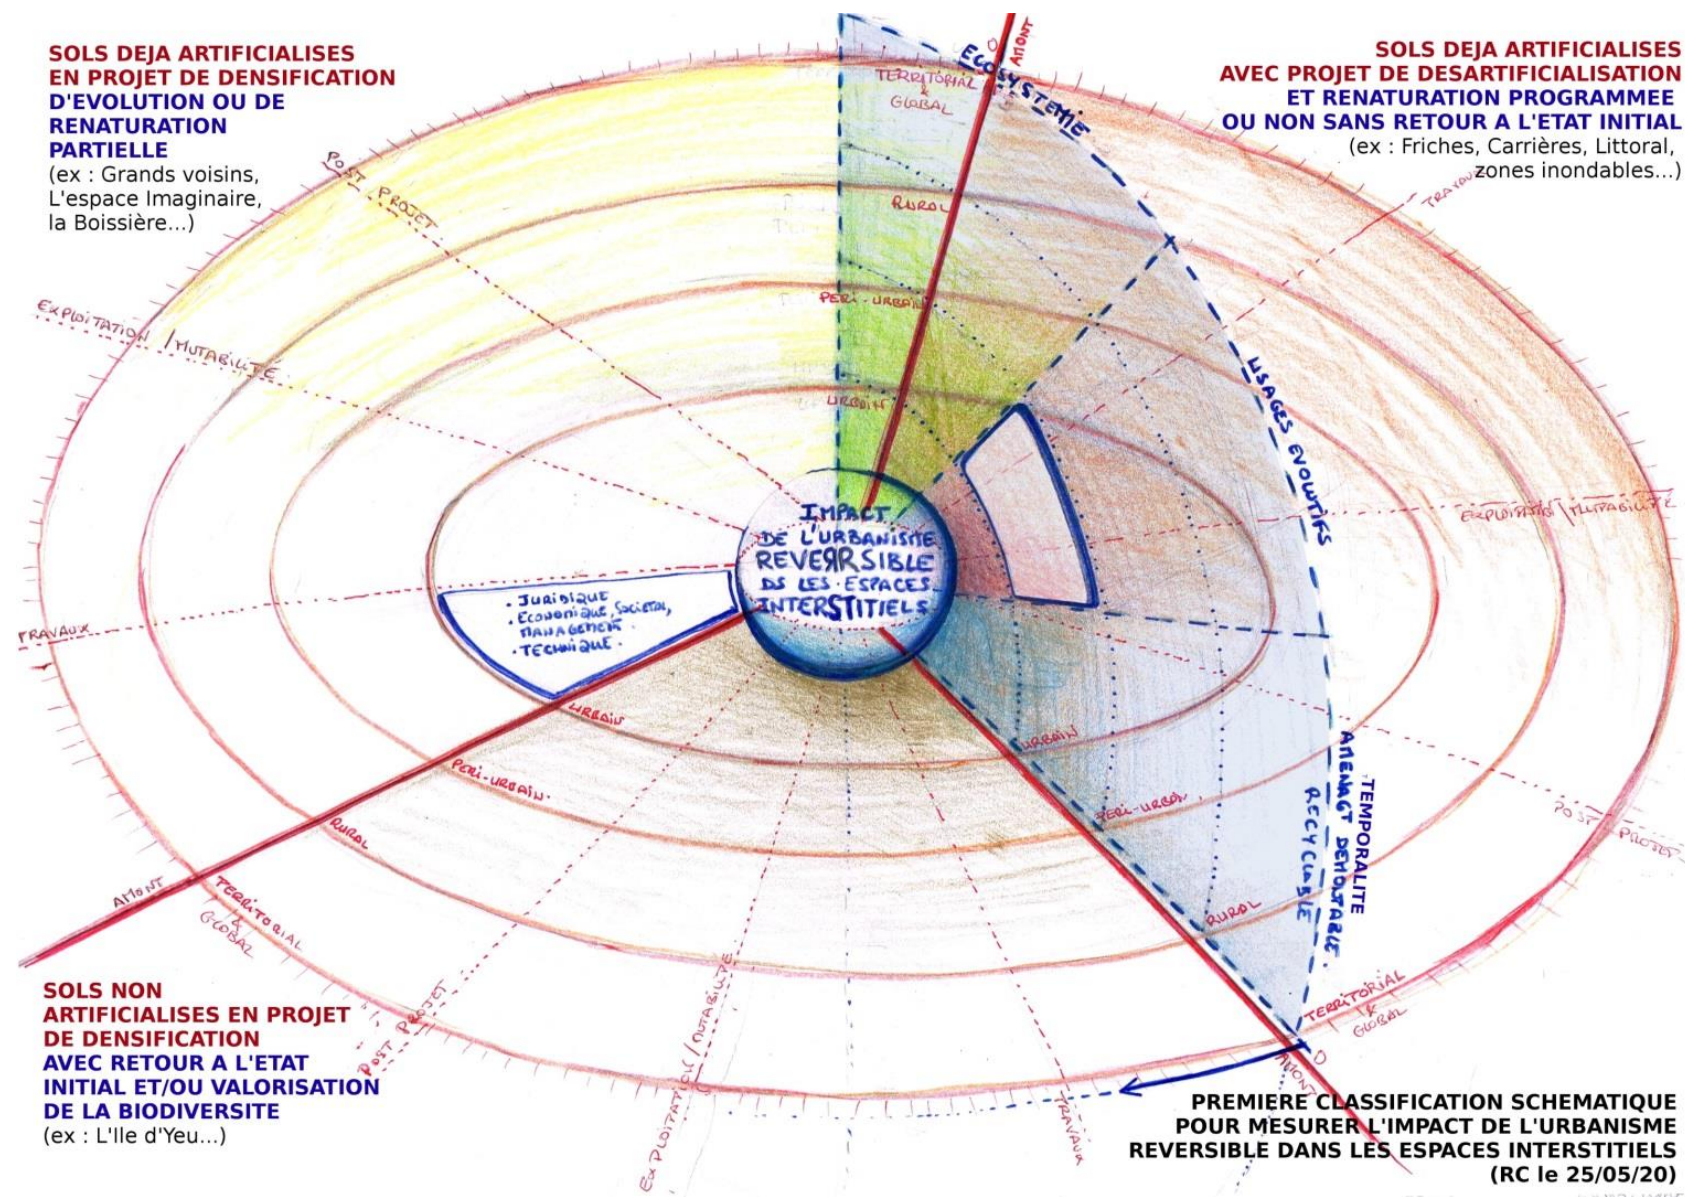 SOLS DEJA ARTIFICIALISES
EN PROJET DE DENSIFICATION
D'EVOLUTION OU DE
RENATURATION
PARTIELLE
(ex : Grands voisins,
L'espace Imaginaire,
la Boissière...)
SOLS DEJA ARTIFICIALISES
AVEC PROJET DE DESARTIFICIALISATION
ET RENATURATION PROGRAMMEE
OU NON SANS RETOUR A L'ETAT INITIAL
(ex : Friches, Carrières, Littoral,
zones inondables...)
AMONT
ECOSYSTEMIE
TERRITORIAL
&
GLOBAL
RURAL
PERI-URBAIN
URBAIN
POST PROJET
EXPLOITATION / MUTABILITÉ
TRAVAUX
TRAVAUX
EXPLOITATION / MUTABILITE
POST PROJET
USAGES EVOLUTIFS
IMPACT
DE L'URBANISME
REVERRSIBLE
DS LES ESPACES
INTERSTITIELS
. JURIDIQUE
. ECONOMIQUE, SOCIETAL,
MANAGEMENT.
. TECHNIQUE.
URBAIN
PERI-URBAIN.
RURAL
TERRITORIAL
&
GLOBAL
AMONT
URBAIN
PERI-URBAIN
RURAL
TERRITORIAL
&
GLOBAL
AMONT
TEMPORALITE
AMENAGT DEMONTABLE.
RECYCLABLE
POST PROJET
EXPLOITATION / MUTABILITE
TRAVAUX
SOLS NON
ARTIFICIALISES EN PROJET
DE DENSIFICATION
AVEC RETOUR A L'ETAT
INITIAL ET/OU VALORISATION
DE LA BIODIVERSITE
(ex : L'Ile d'Yeu...)
PREMIERE CLASSIFICATION SCHEMATIQUE
POUR MESURER L'IMPACT DE L'URBANISME
REVERSIBLE DANS LES ESPACES INTERSTITIELS
(RC le 25/05/20)